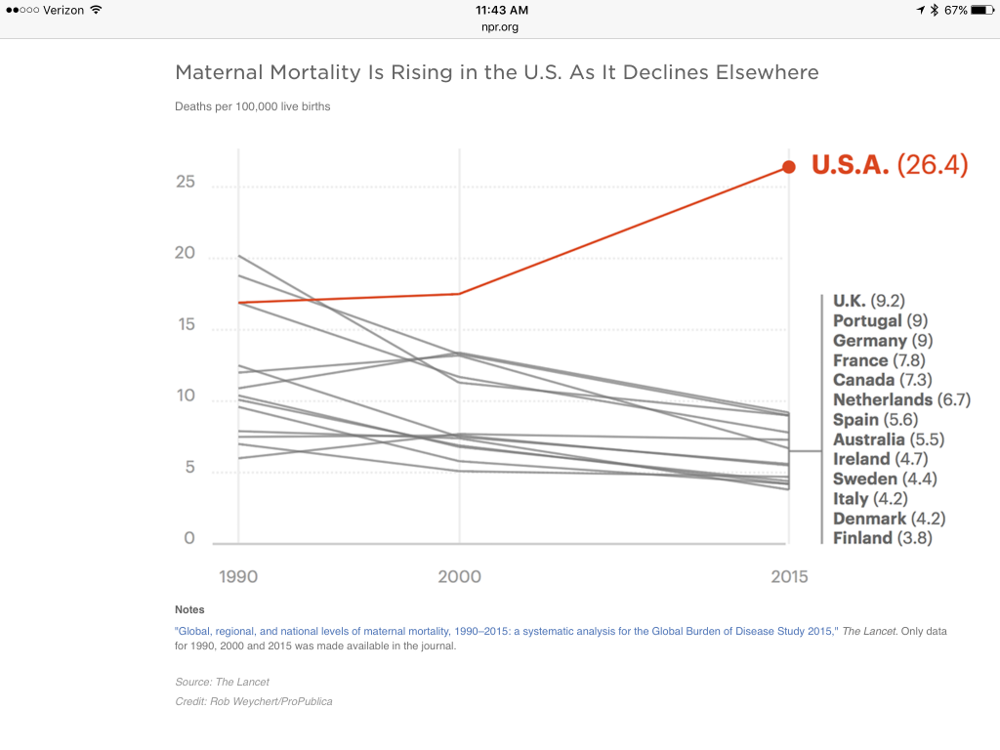 Verizon 11:43 AM 67%
npr.org
Maternal Mortality Is Rising in the U.S. As It Declines Elsewhere
Deaths per 100,000 live births
25
20
15
10
5
0
1990 2000 2015
U.S.A. (26.4)
U.K. (9.2)
Portugal (9)
Germany (9)
France (7.8)
Canada (7.3)
Netherlands (6.7)
Spain (5.6)
Australia (5.5)
Ireland (4.7)
Sweden (4.4)
Italy (4.2)
Denmark (4.2)
Finland (3.8)
Notes
"Global, regional, and national levels of maternal mortality, 1990–2015: a systematic analysis for the Global Burden of Disease Study 2015," The Lancet. Only data
for 1990, 2000 and 2015 was made available in the journal.
Source: The Lancet
Credit: Rob Weychert/ProPublica